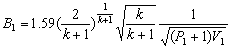 B₁ = 1.59(2/(k+1))^(1/(k+1)) √(k/(k+1)) 1/√((P₁+1)V₁)